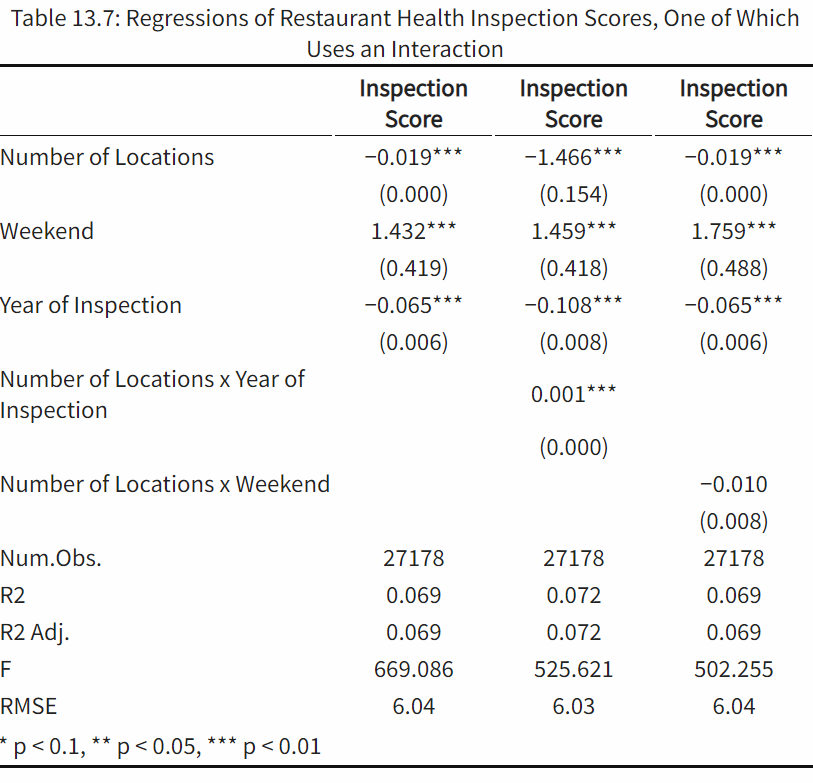 Table 13.7: Regressions of Restaurant Health Inspection Scores, One of Which
Uses an Interaction
Inspection Score Inspection Score Inspection Score
Number of Locations −0.019*** −1.466*** −0.019***
(0.000) (0.154) (0.000)
Weekend 1.432*** 1.459*** 1.759***
(0.419) (0.418) (0.488)
Year of Inspection −0.065*** −0.108*** −0.065***
(0.006) (0.008) (0.006)
Number of Locations x Year of
Inspection 0.001***
(0.000)
Number of Locations x Weekend −0.010
(0.008)
Num.Obs. 27178 27178 27178
R2 0.069 0.072 0.069
R2 Adj. 0.069 0.072 0.069
F 669.086 525.621 502.255
RMSE 6.04 6.03 6.04
* p < 0.1, ** p < 0.05, *** p < 0.01